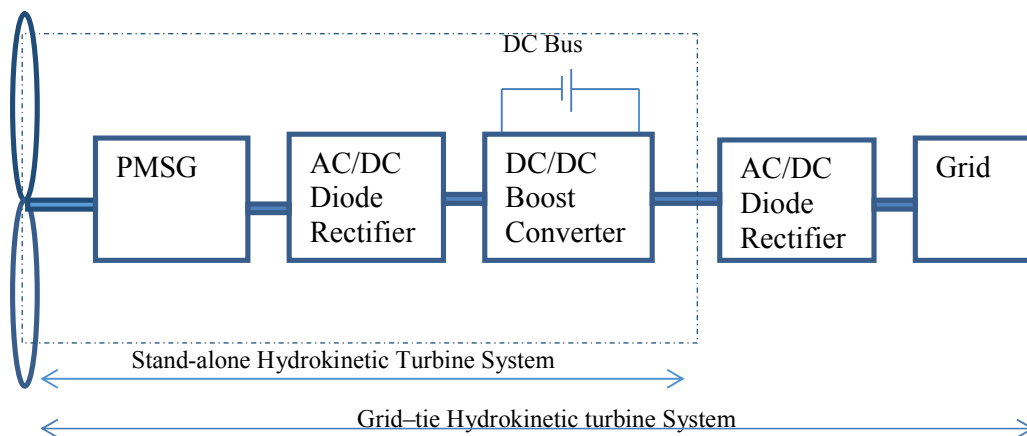 DC Bus
PMSG
AC/DC
Diode
Rectifier
DC/DC
Boost
Converter
AC/DC
Diode
Rectifier
Grid
Stand-alone Hydrokinetic Turbine System
Grid–tie Hydrokinetic turbine System